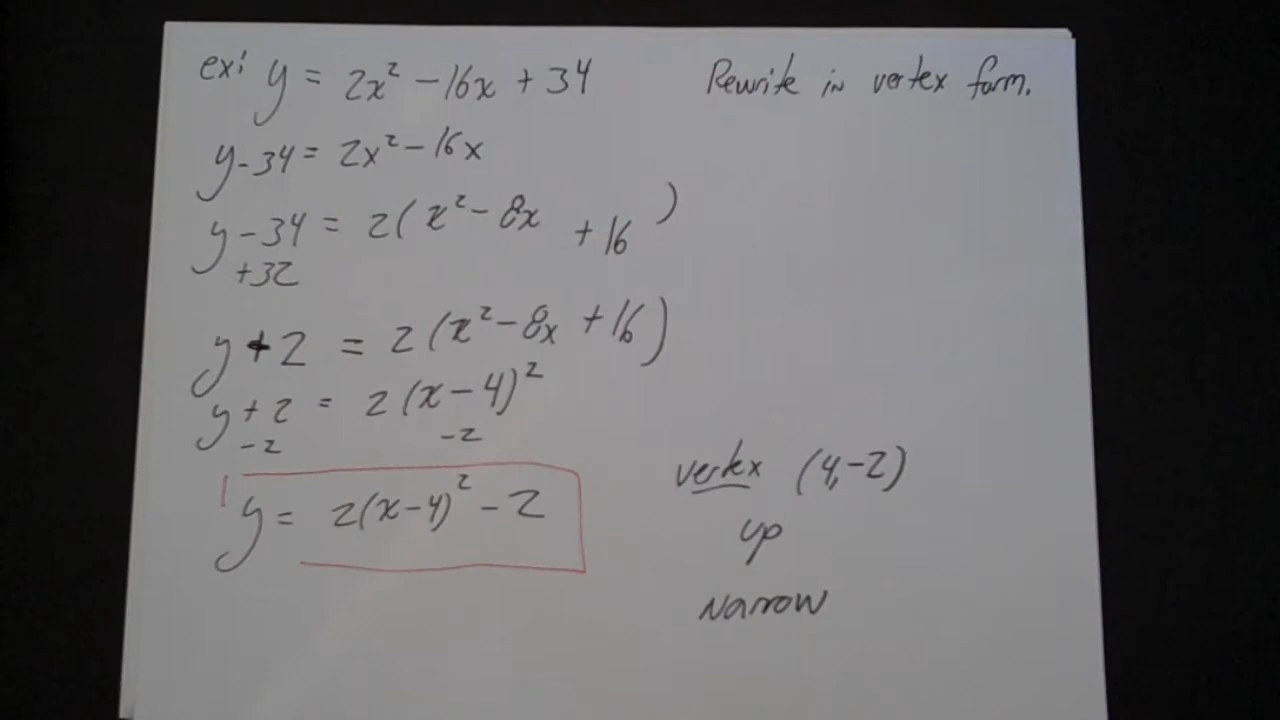 ex: y = 2x² - 16x + 34
Rewrite in vertex form.
y - 34 = 2x² - 16x
y - 34 = 2(x² - 8x + 16)
+32
y + 2 = 2(x² - 8x + 16)
y + 2 = 2(x - 4)²
-2 -2
y = 2(x - 4)² - 2
vertex (4, -2)
up
Narrow